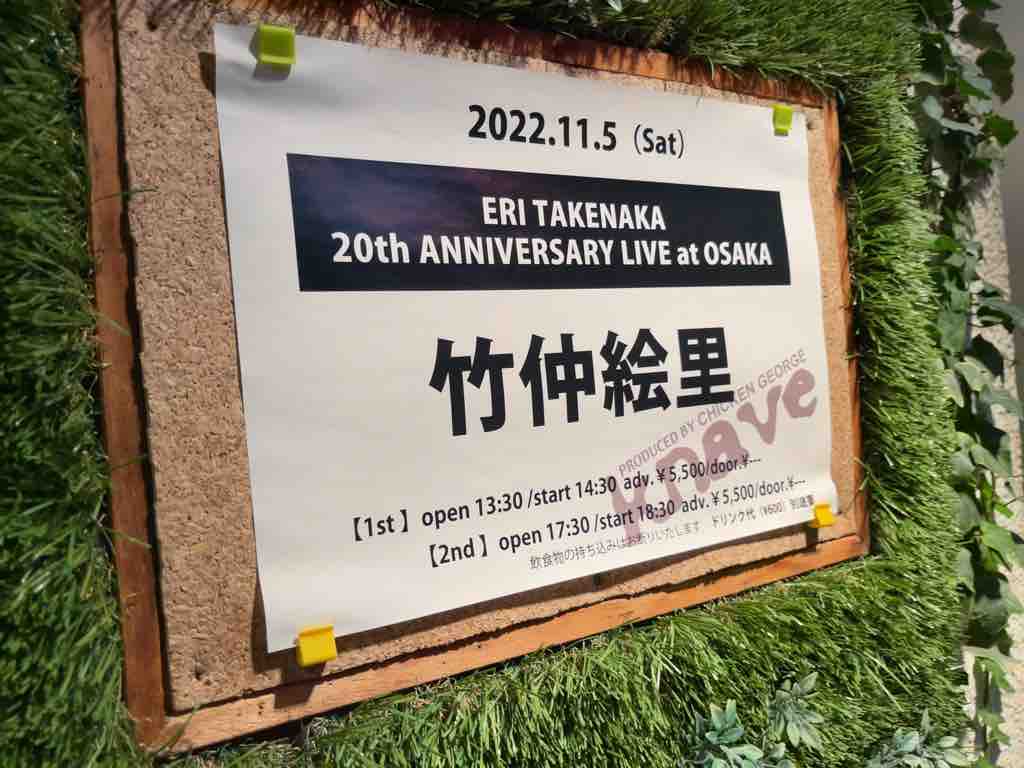 2022.11.5（Sat）
ERI TAKENAKA
20th ANNIVERSARY LIVE at OSAKA
竹仲絵里
PRODUCED BY CHICKEN GEORGE
knave
【1st 】open 13:30 /start 14:30 adv.¥5,500/door.¥---
【2nd 】open 17:30 /start 18:30 adv.¥5,500/door.¥---
飲食物の持ち込みはお断りいたします。ドリンク代（¥600）別途要